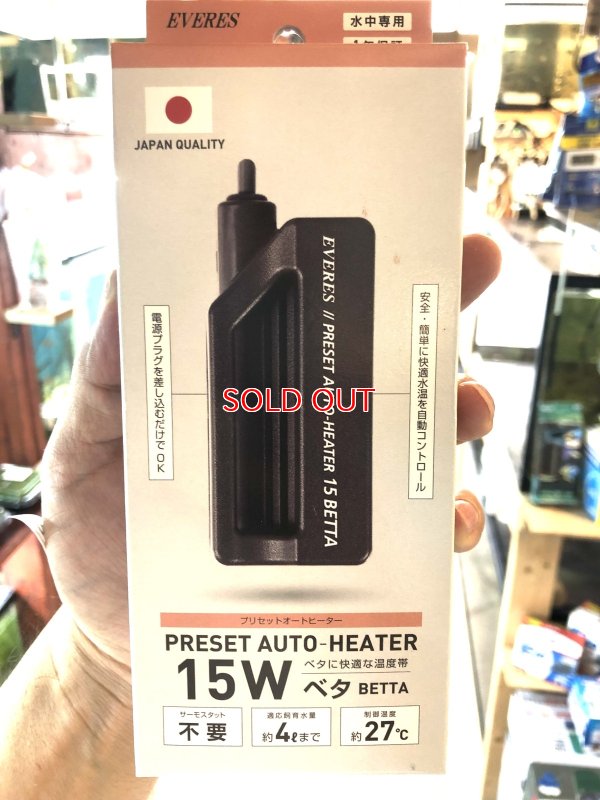 EVERES
水中専用
1年保証
JAPAN QUALITY
EVERES // PRESET AUTO-HEATER 15 BETTA
電源プラグを差し込むだけでOK
安全・簡単に快適水温を自動コントロール
SOLD OUT
プリセットオートヒーター
PRESET AUTO-HEATER
15W
ベタに快適な温度帯
ベタ BETTA
サーモスタット
不要
適応飼育水量
約4ℓまで
制御温度
約27℃